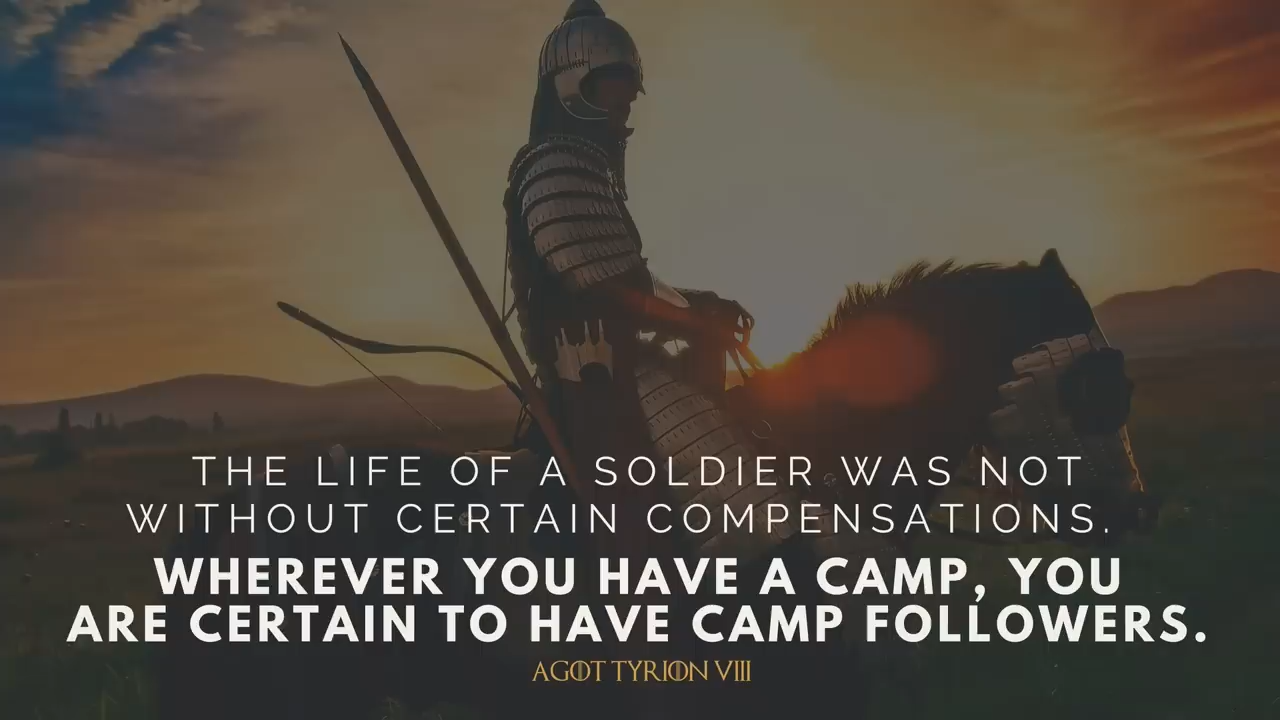 THE LIFE OF A SOLDIER WAS NOT
WITHOUT CERTAIN COMPENSATIONS.
WHEREVER YOU HAVE A CAMP, YOU
ARE CERTAIN TO HAVE CAMP FOLLOWERS.
AGOT TYRION VIII